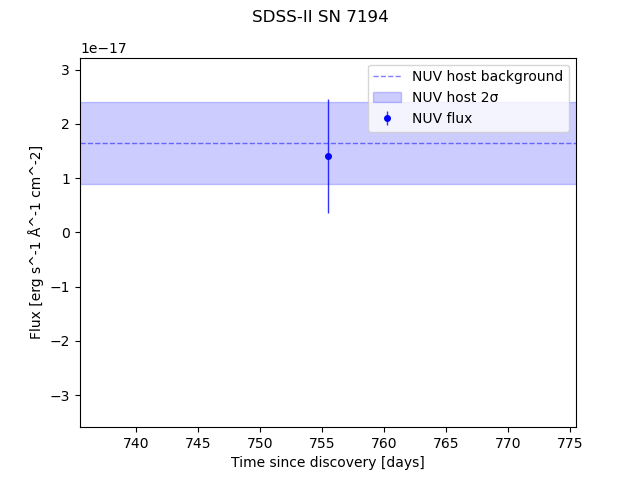 SDSS-II SN 7194
1e−17
NUV host background
NUV host 2σ
NUV flux
3
2
1
0
−1
−2
−3
Flux [erg s^-1 Å^-1 cm^-2]
740 745 750 755 760 765 770 775
Time since discovery [days]